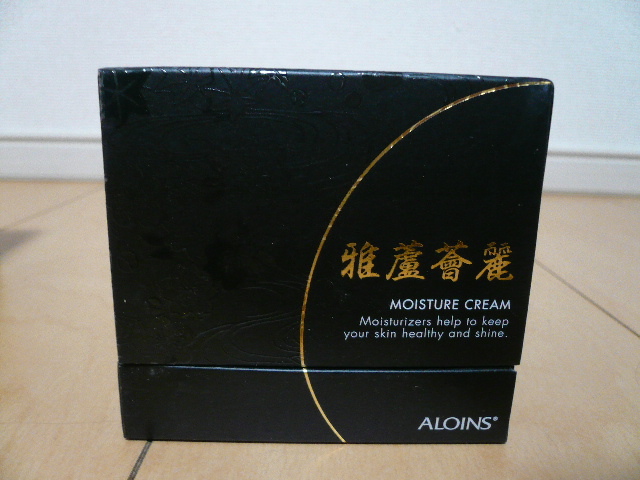 雅蘆薈麗
MOISTURE CREAM
Moisturizers help to keep
your skin healthy and shine.
ALOINS®